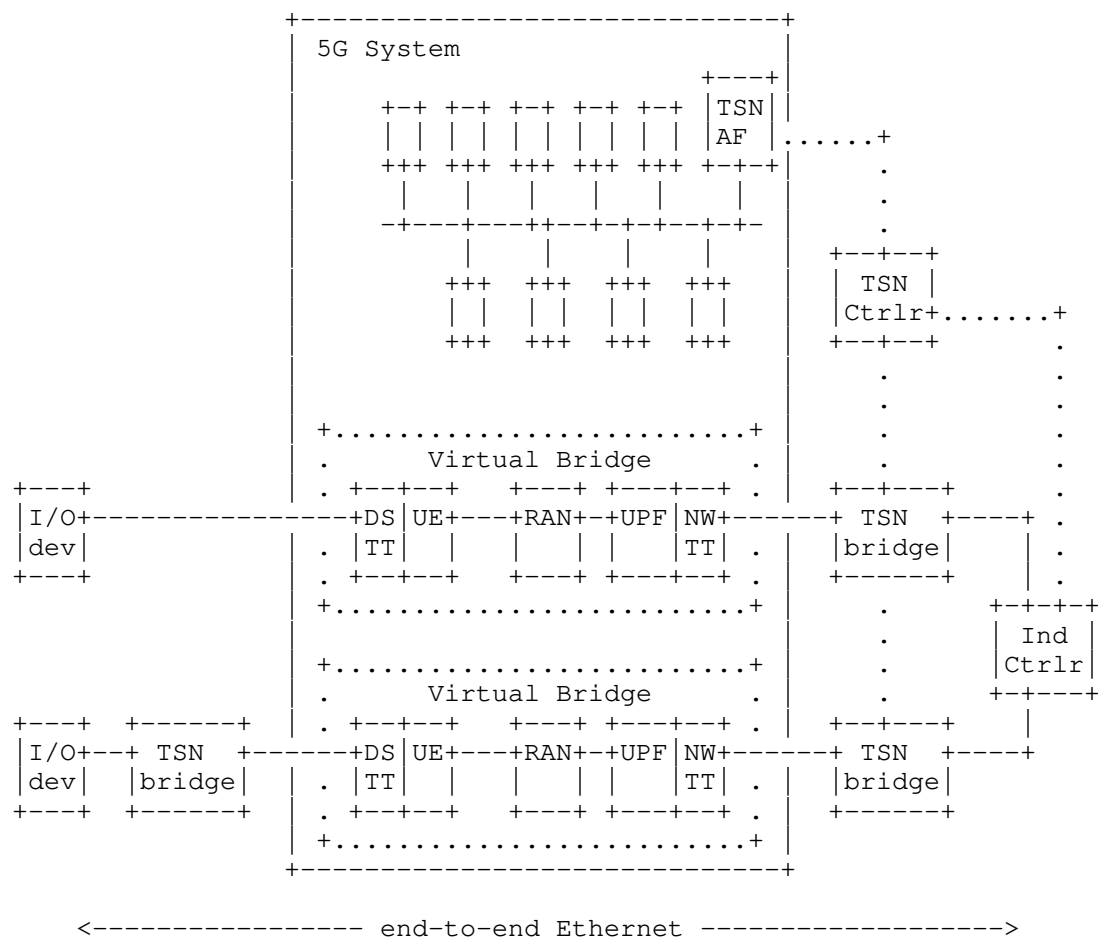 5G System
TSN
AF
TSN
Ctrlr
Virtual Bridge
I/O DS UE RAN UPF NW TSN
dev TT TT bridge
Ind
Ctrlr
Virtual Bridge
I/O TSN DS UE RAN UPF NW TSN
dev bridge TT TT bridge
end-to-end Ethernet